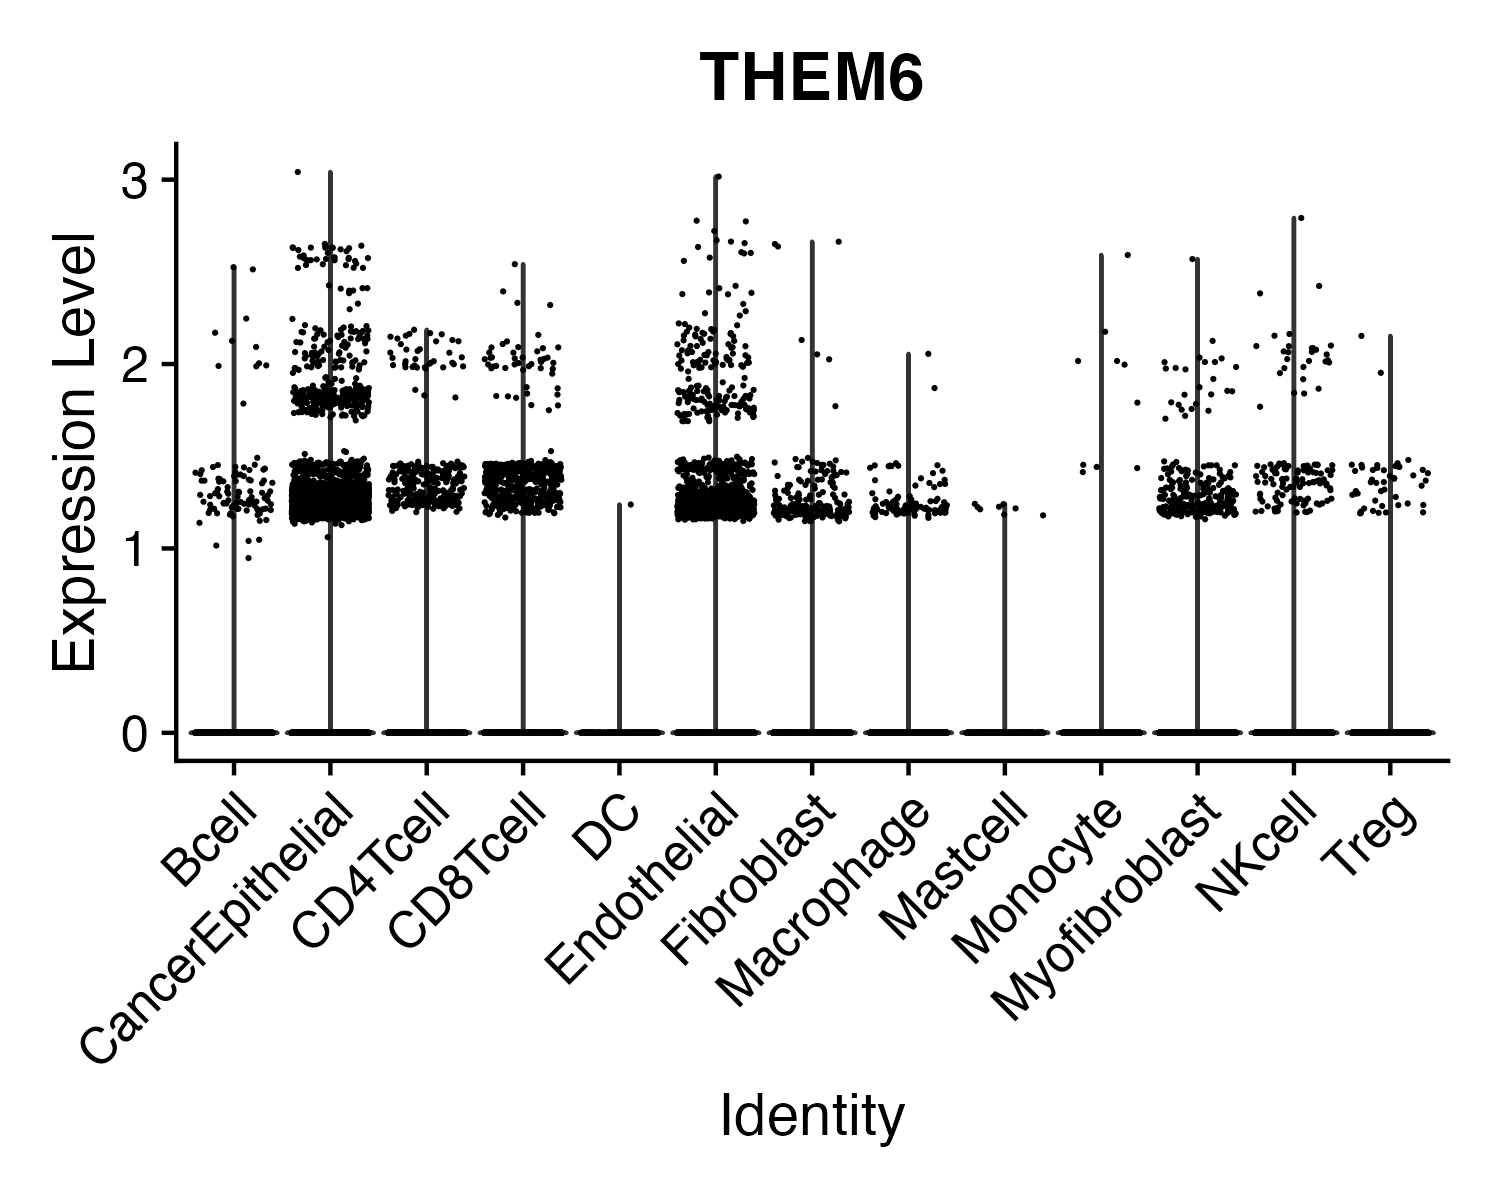 THEM6
Expression Level
3
2
1
0
Bcell
CancerEpithelial
CD4Tcell
CD8Tcell
DC
Endothelial
Fibroblast
Macrophage
Mastcell
Monocyte
Myofibroblast
NKcell
Treg
Identity